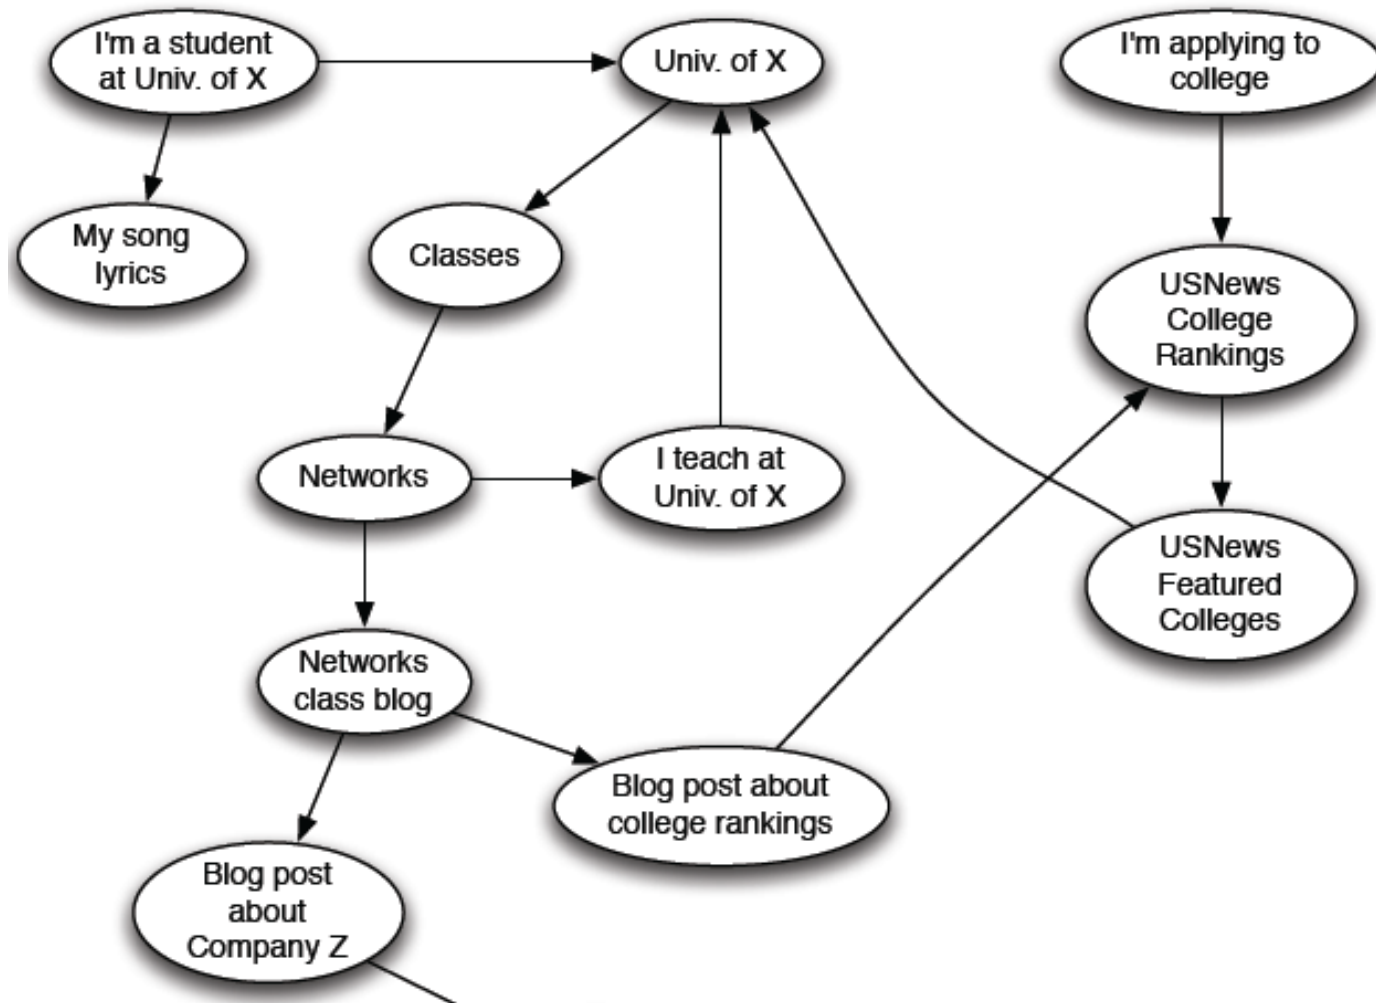 I'm a student
at Univ. of X
Univ. of X
I'm applying to
college
My song
lyrics
Classes
USNews
College
Rankings
Networks
I teach at
Univ. of X
USNews
Featured
Colleges
Networks
class blog
Blog post about
college rankings
Blog post
about
Company Z